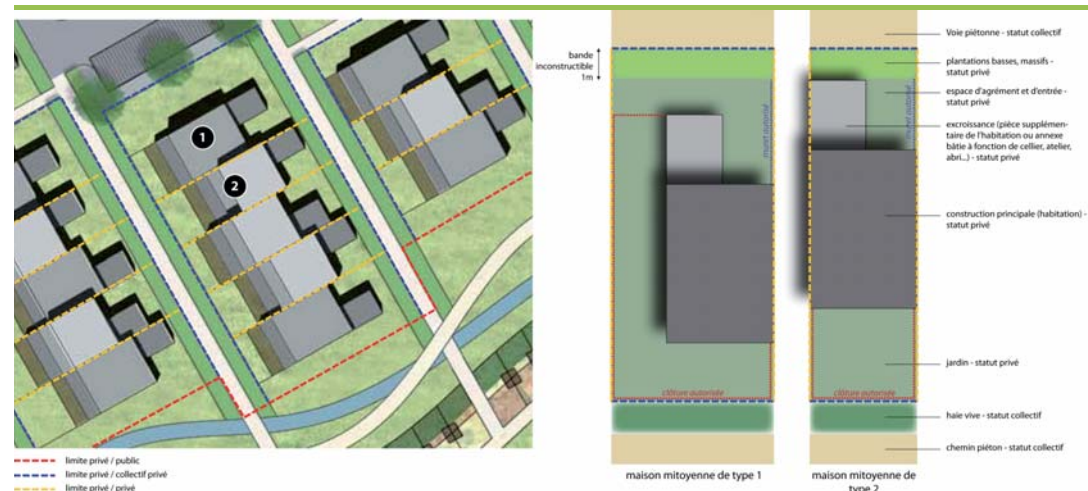 1
2
limite privé / public
limite privé / collectif privé
limite privé / privé
bande
inconstructible
1m
muret autorisé
clôture autorisée
maison mitoyenne de type 1
muret autorisé
clôture autorisée
maison mitoyenne de
type 2
Voie piétonne - statut collectif
plantations basses, massifs -
statut privé
espace d'agrément et d'entrée -
statut privé
excroissance (pièce supplémen-
taire de l'habitation ou annexe
bâtie à fonction de cellier, atelier,
abri...) - statut privé
construction principale (habitation) -
statut privé
jardin - statut privé
haie vive - statut collectif
chemin piéton - statut collectif